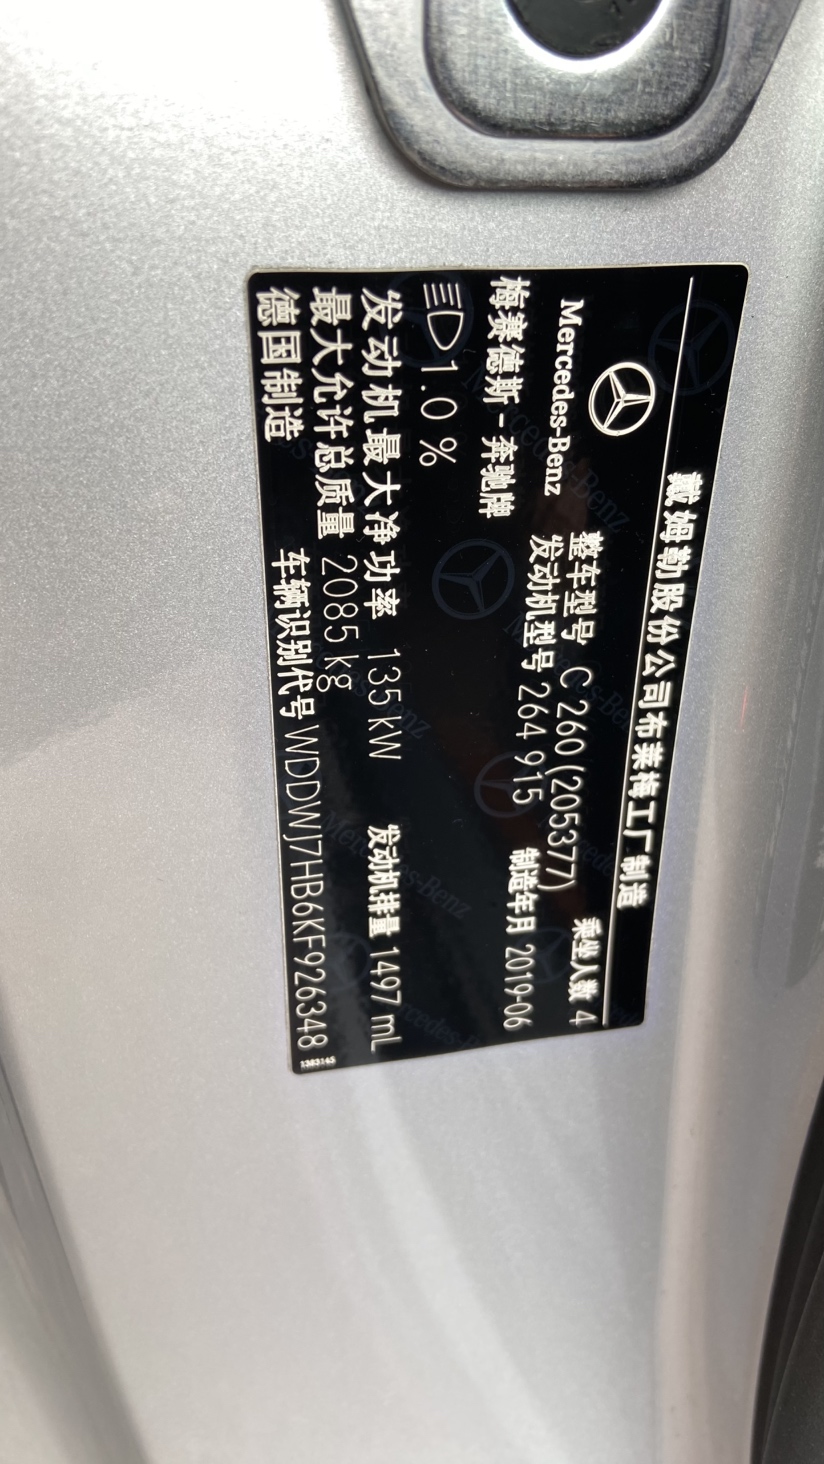 戴姆勒股份公司布莱梅工厂制造
Mercedes-Benz
整车型号 C 260 (205377) 乘坐人数 4
发动机型号 264 915 制造年月 2019-06
梅赛德斯-奔驰牌
1.0 %
发动机最大净功率 135 kW 发动机排量 1497 mL
最大允许总质量 2085 kg
德国制造 车辆识别代号 WDDWJ7HB6KF926348
1383145